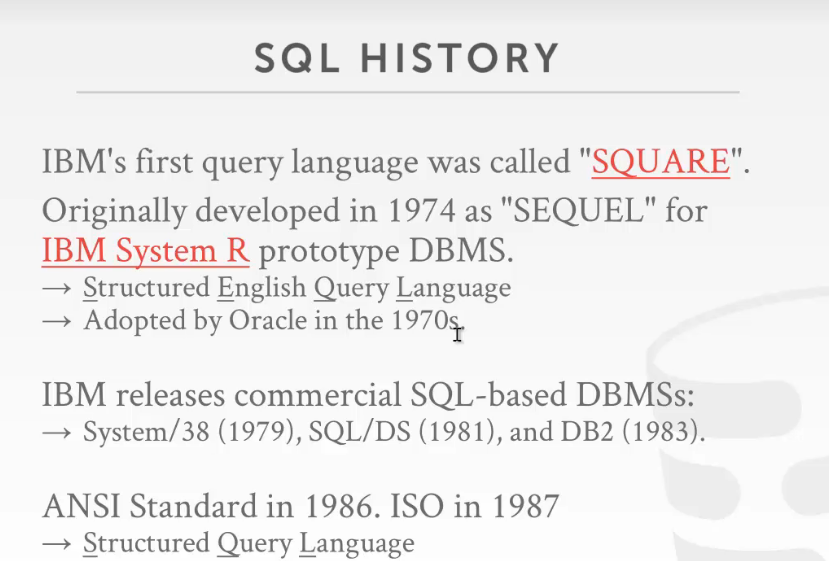 SQL HISTORY
IBM's first query language was called "SQUARE".
Originally developed in 1974 as "SEQUEL" for
IBM System R prototype DBMS.
→ Structured English Query Language
→ Adopted by Oracle in the 1970s.
IBM releases commercial SQL-based DBMSs:
→ System/38 (1979), SQL/DS (1981), and DB2 (1983).
ANSI Standard in 1986. ISO in 1987
→ Structured Query Language